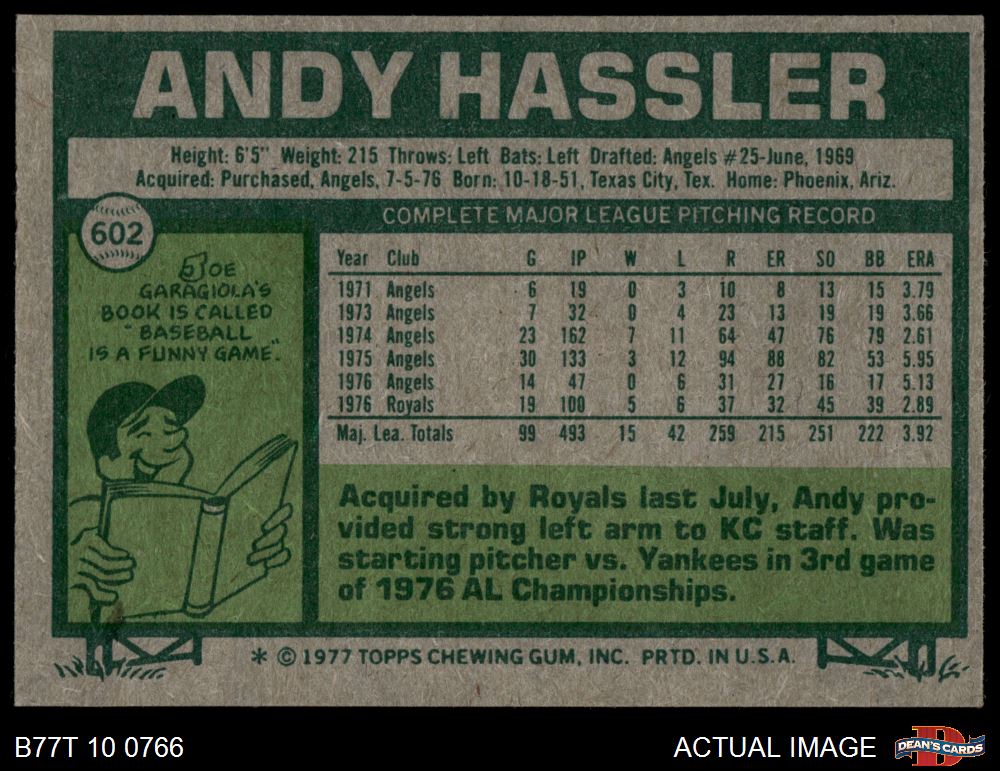 ANDY HASSLER
Height: 6'5" Weight: 215 Throws: Left Bats: Left Drafted: Angels #25-June, 1969
Acquired: Purchased, Angels, 7-5-76 Born: 10-18-51, Texas City, Tex. Home: Phoenix, Ariz.
602
COMPLETE MAJOR LEAGUE PITCHING RECORD
Year Club G IP W L R ER SO BB ERA
1971 Angels 6 19 0 3 10 8 13 15 3.79
1973 Angels 7 32 0 4 23 13 19 19 3.66
1974 Angels 23 162 7 11 64 47 76 79 2.61
1975 Angels 30 133 3 12 94 88 82 53 5.95
1976 Angels 14 47 0 6 31 27 16 17 5.13
1976 Royals 19 100 5 6 37 32 45 39 2.89
Maj. Lea. Totals 99 493 15 42 259 215 251 222 3.92
JOE
GARAGIOLA'S
BOOK IS CALLED
"BASEBALL
IS A FUNNY GAME".
Acquired by Royals last July, Andy pro-
vided strong left arm to KC staff. Was
starting pitcher vs. Yankees in 3rd game
of 1976 AL Championships.
* © 1977 TOPPS CHEWING GUM, INC. PRTD. IN U.S.A.
B77T 10 0766
ACTUAL IMAGE
DEAN'S CARDS